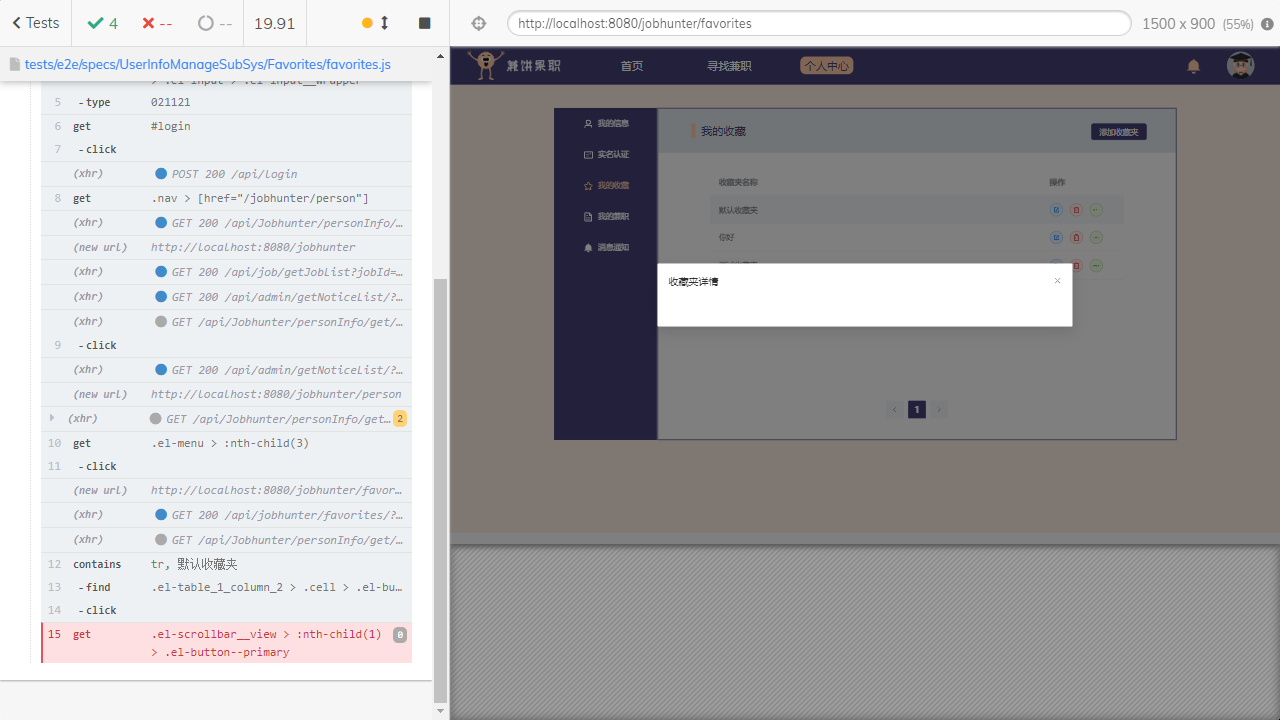 Tests 4 -- -- 19.91
http://localhost:8080/jobhunter/favorites 1500 x 900 (55%)
tests/e2e/specs/UserInfoManageSubSys/Favorites/favorites.js
5 -type 021121
6 get #login
7 -click
(xhr) POST 200 /api/login
8 get .nav > [href="/jobhunter/person"]
(xhr) GET 200 /api/Jobhunter/personInfo/...
(new url) http://localhost:8080/jobhunter
(xhr) GET 200 /api/job/getJobList?jobId=...
(xhr) GET 200 /api/admin/getNoticeList/?...
(xhr) GET /api/Jobhunter/personInfo/get/...
9 -click
(xhr) GET 200 /api/admin/getNoticeList/?...
(new url) http://localhost:8080/jobhunter/person
(xhr) GET /api/Jobhunter/personInfo/get... 2
10 get .el-menu > :nth-child(3)
11 -click
(new url) http://localhost:8080/jobhunter/favor...
(xhr) GET 200 /api/jobhunter/favorites/?...
(xhr) GET /api/Jobhunter/personInfo/get/...
12 contains tr, 默认收藏夹
13 -find .el-table_1_column_2 > .cell > .el-bu...
14 -click
15 get .el-scrollbar__view > :nth-child(1) 0
> .el-button--primary
兼饼果职 首页 寻找兼职 个人中心
我的信息
实名认证
我的收藏
我的兼职
消息通知
我的收藏 添加收藏夹
收藏夹名称 操作
默认收藏夹
你好
收藏夹详情
1